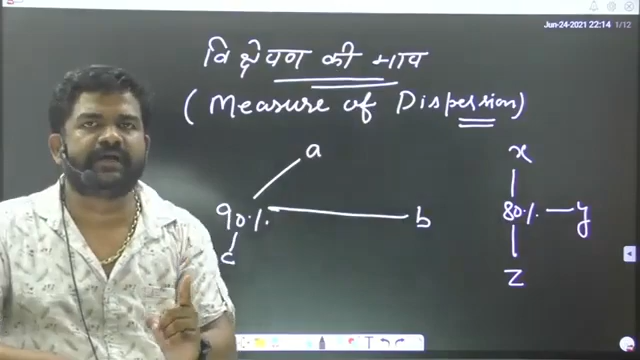 Jun-24-2021 22:14 1/12
विक्षेपण की माप
(Measure of Dispersion)
a
90% b
c
x
80% y
z